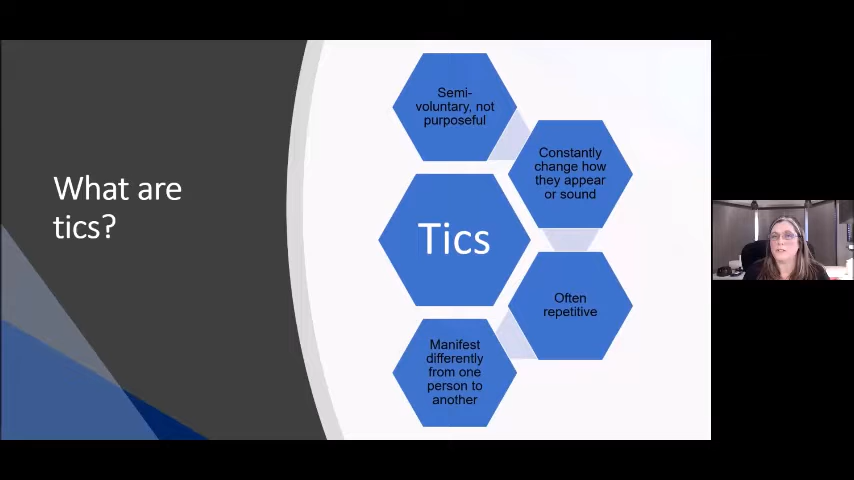 What are
tics?
Semi-
voluntary, not
purposeful
Constantly
change how
they appear
or sound
Tics
Often
repetitive
Manifest
differently
from one
person to
another